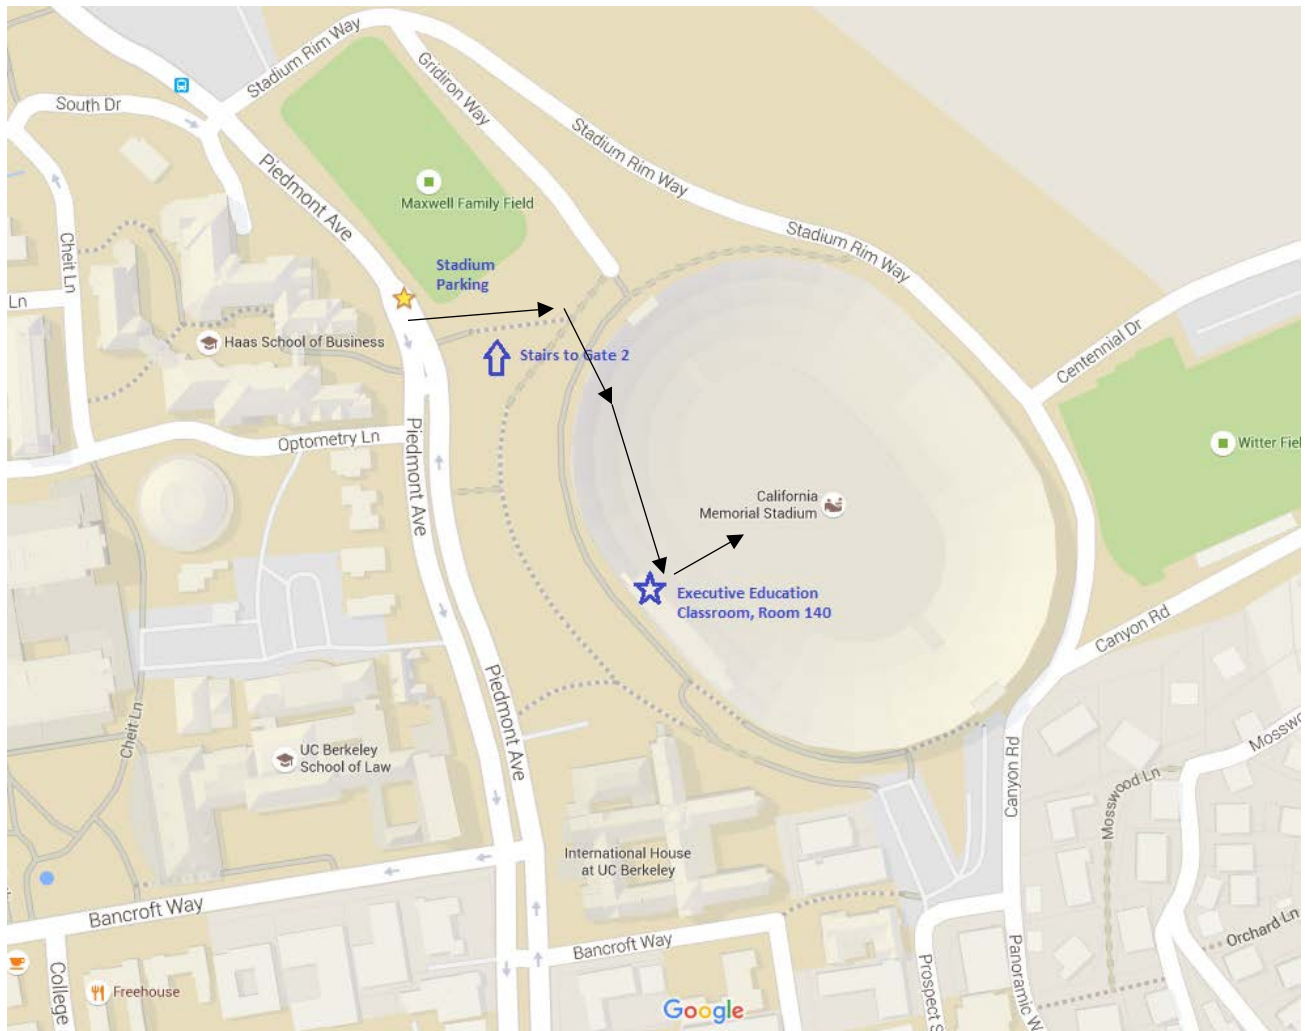 Stadium Rim Way
Gridiron Way
South Dr
Stadium Rim Way
Piedmont Ave
Maxwell Family Field
Stadium Rim Way
Cheit Ln
Stadium
Parking
Ln
Haas School of Business
Stairs to Gate 2
Centennial Dr
Optometry Ln
Piedmont Ave
Witter Fiel
California
Memorial Stadium
Executive Education
Classroom, Room 140
Canyon Rd
Piedmont Ave
Cheit Ln
UC Berkeley
School of Law
Canyon Rd
Mosswood Ln
Mosswo
International House
at UC Berkeley
Bancroft Way
Bancroft Way
Orchard Ln
College
Freehouse
Prospect S
Panoramic W
Google